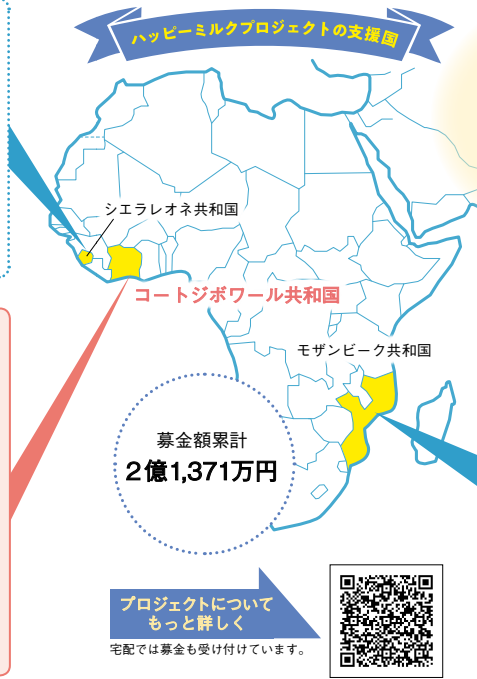 ハッピーミルクプロジェクトの支援国
シエラレオネ共和国
コートジボワール共和国
モザンビーク共和国
募金額累計
2億1,371万円
プロジェクトについて
もっと詳しく
宅配では募金も受け付けています。